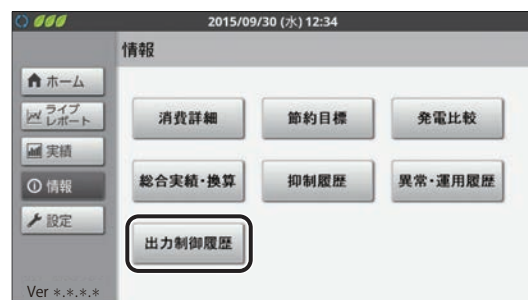 2015/09/30 (水) 12:34
情報
ホーム
ライブ
レポート
実績
情報
設定
消費詳細
節約目標
発電比較
総合実績・換算
抑制履歴
異常・運用履歴
出力制御履歴
Ver *.*.*.*